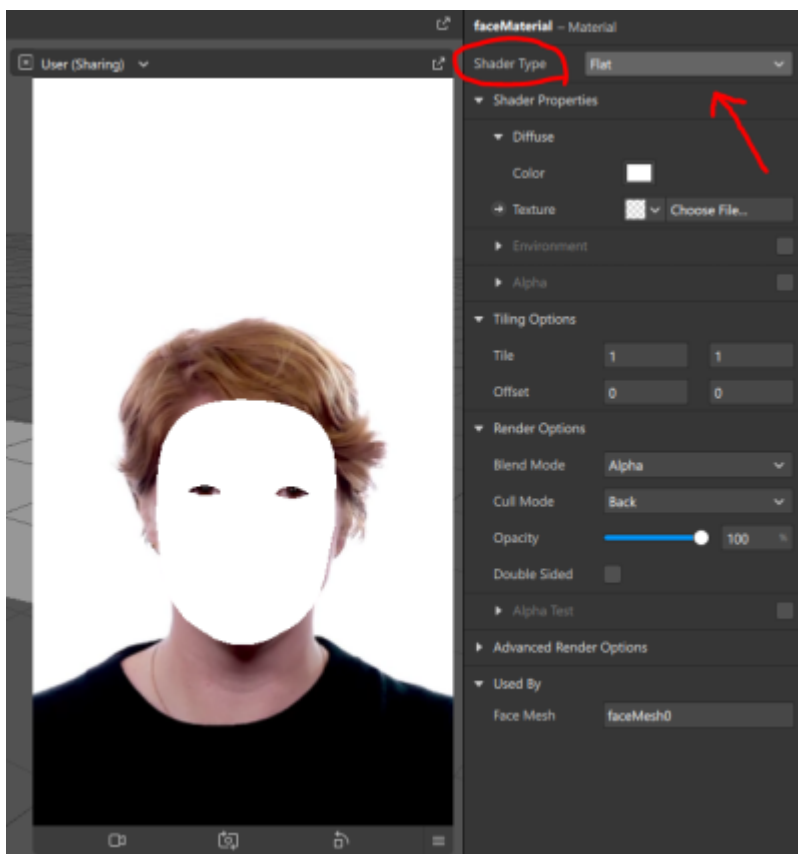 User (Sharing)
faceMaterial – Material
Shader Type Flat
Shader Properties
Diffuse
Color
Texture Choose File...
Environment
Alpha
Tiling Options
Tile 1 1
Offset 0 0
Render Options
Blend Mode Alpha
Cull Mode Back
Opacity 100 %
Double Sided
Alpha Test
Advanced Render Options
Used By
Face Mesh faceMesh0